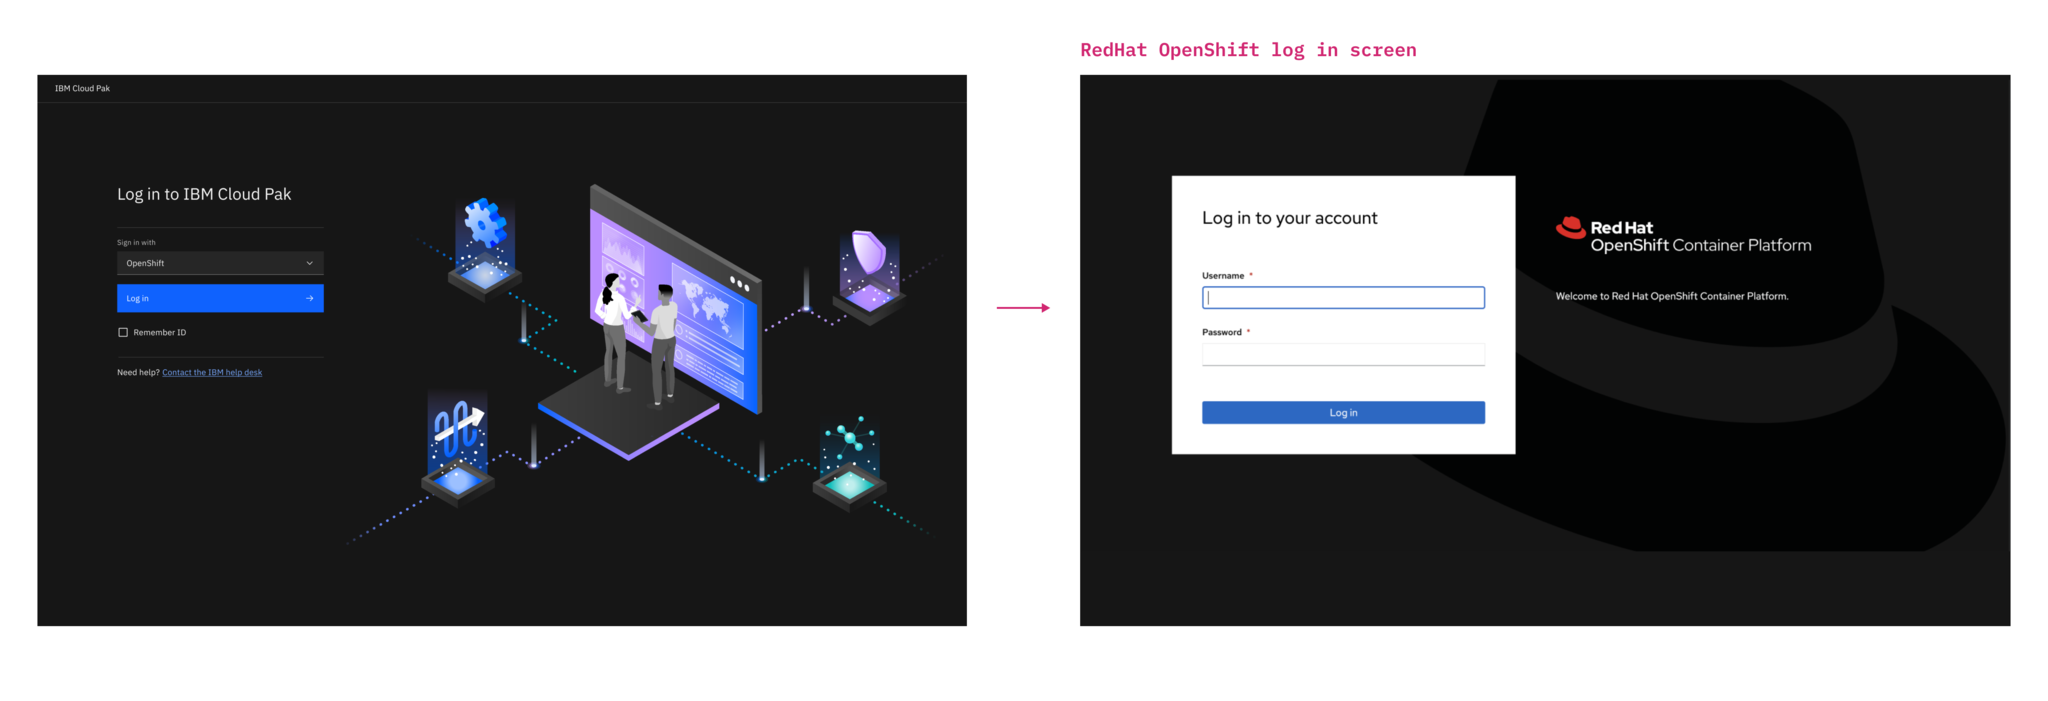 RedHat OpenShift log in screen
IBM Cloud Pak
Log in to IBM Cloud Pak
Sign in with
OpenShift
Log in
Remember ID
Need help? Contact the IBM help desk
Log in to your account
Username *
Password *
Log in
Red Hat
OpenShift Container Platform
Welcome to Red Hat OpenShift Container Platform.